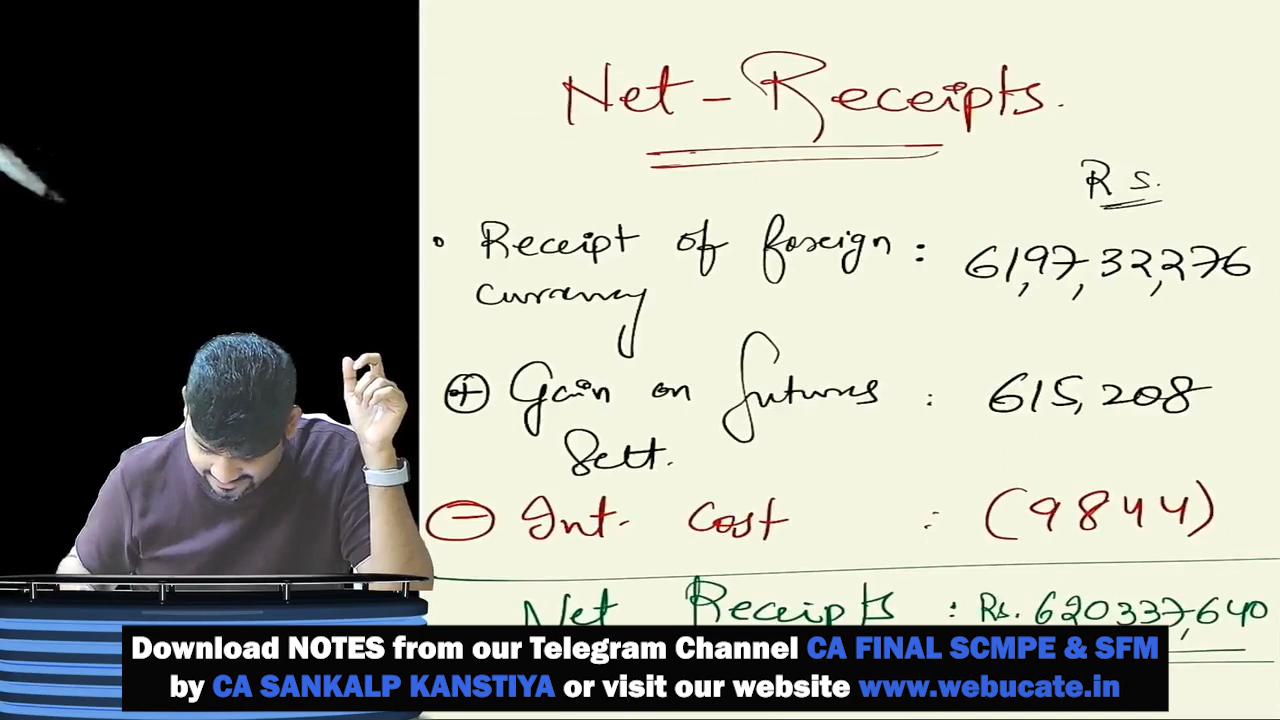 Net - Receipts.
Rs.
• Receipt of foreign : 61,97,32,276
currency
+ Gain on futures : 615,208
Sett.
- Int. Cost : (9844)
Net Receipts : Rs. 620337,640
Download NOTES from our Telegram Channel CA FINAL SCMPE & SFM
by CA SANKALP KANSTIYA or visit our website www.webucate.in